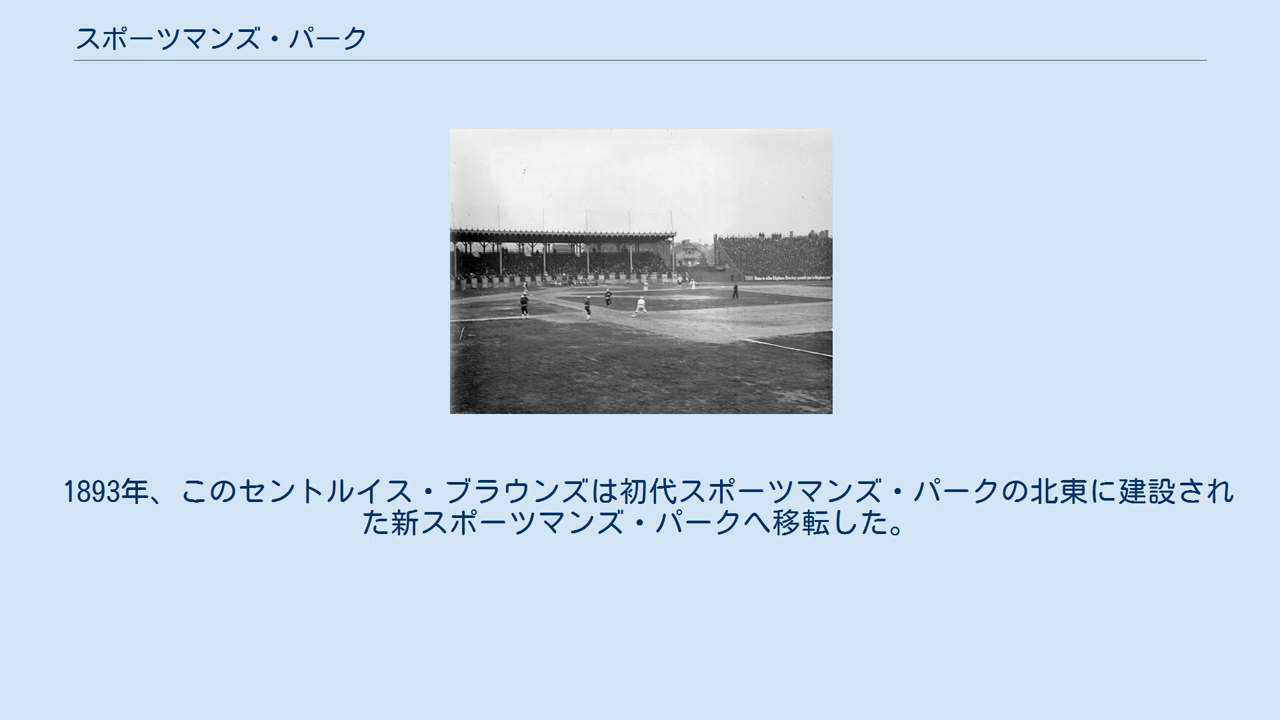 スポーツマンズ・パーク
1893年、このセントルイス・ブラウンズは初代スポーツマンズ・パークの北東に建設され
た新スポーツマンズ・パークへ移転した。